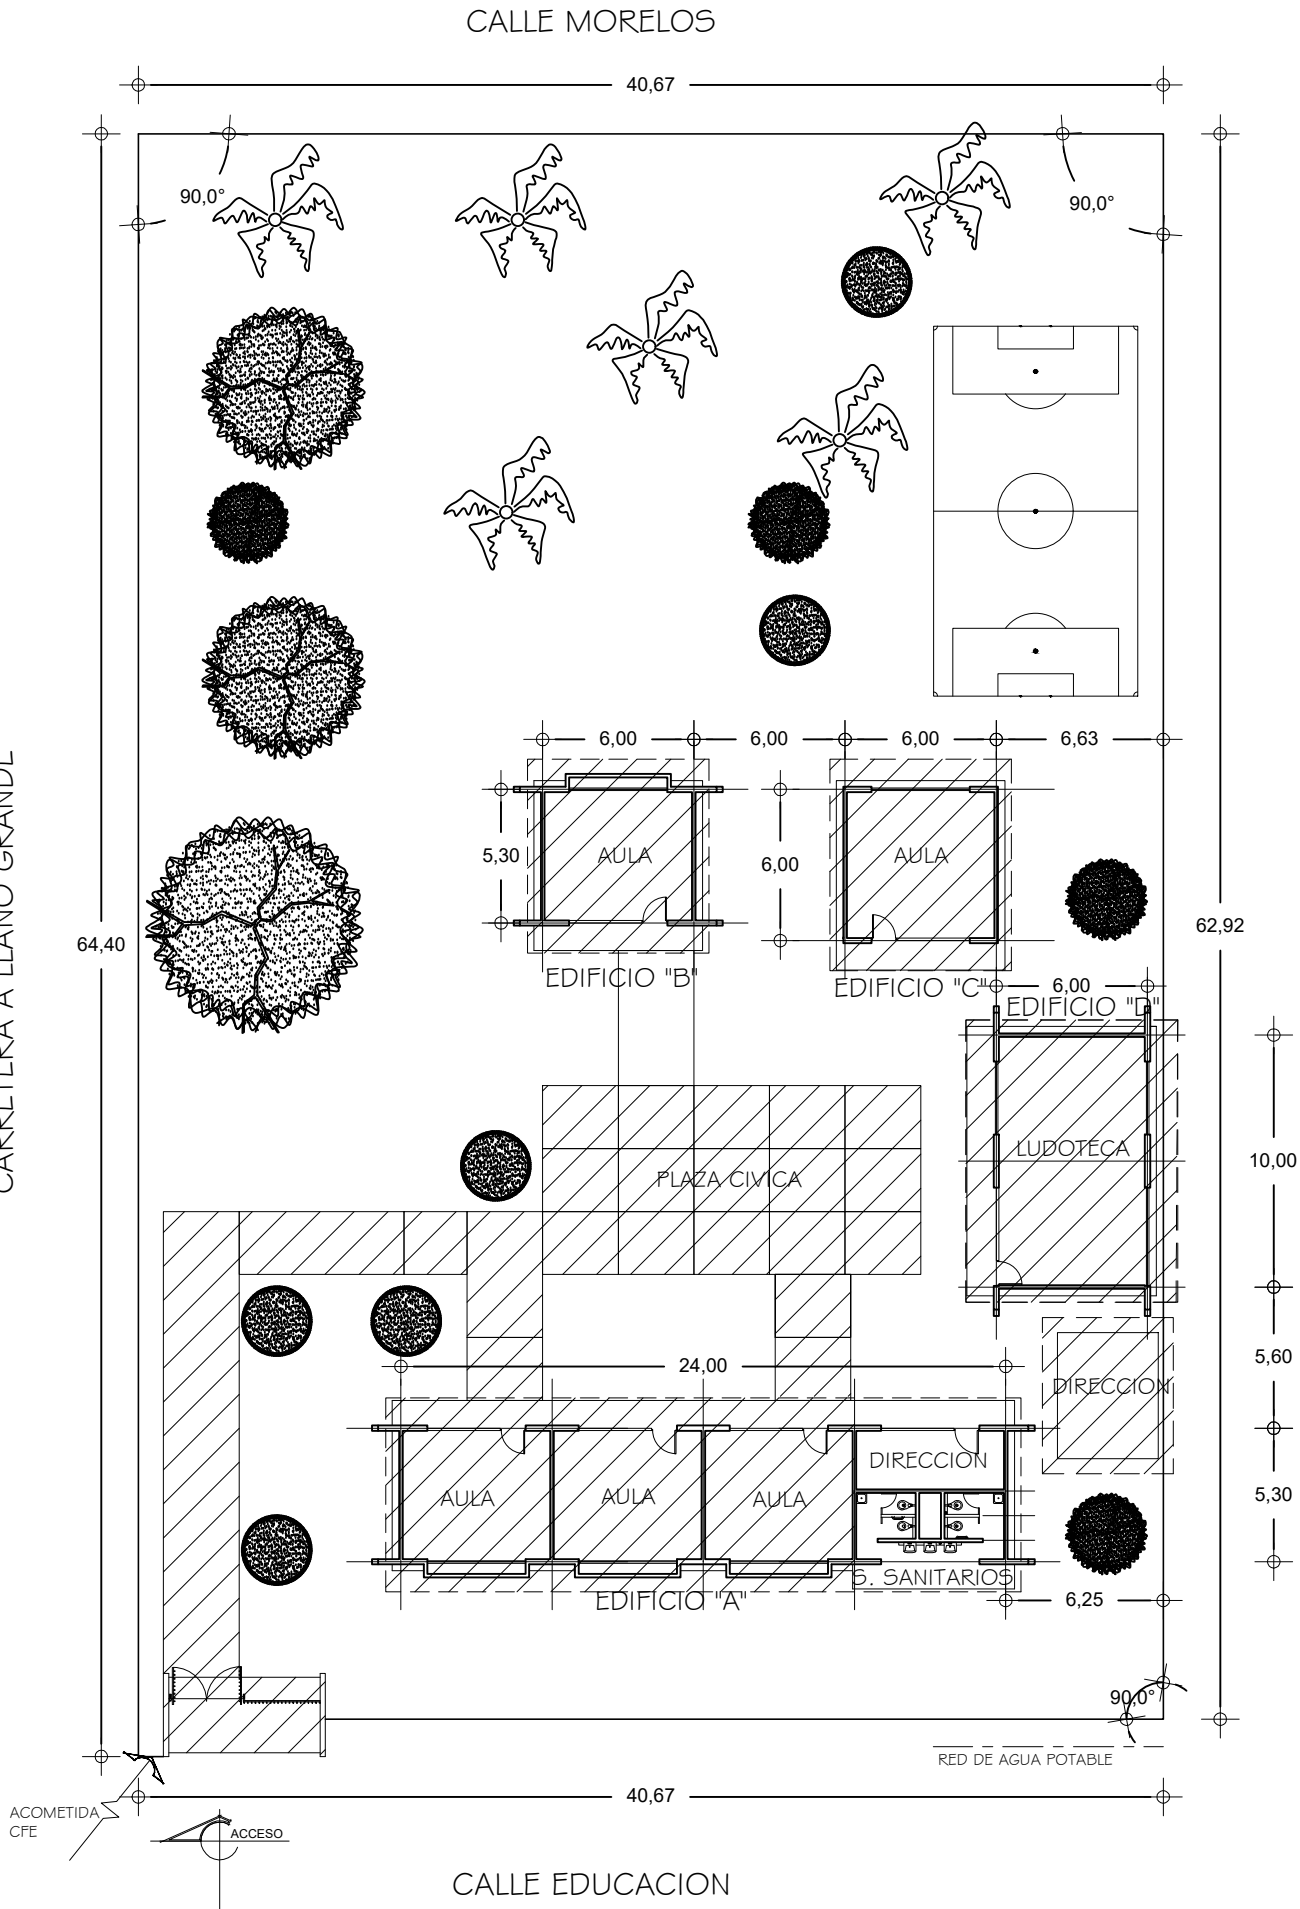 CALLE MORELOS
40,67
90,0°
90,0°
6,00
6,00
6,00
6,63
5,30
AULA
6,00
AULA
CARRETERA A LLANO GRANDE
64,40
62,92
EDIFICIO "B"
EDIFICIO "C"
6,00
EDIFICIO "D"
LUDOTECA
10,00
PLAZA CIVICA
24,00
5,60
DIRECCION
DIRECCION
AULA
AULA
AULA
5,30
S. SANITARIOS
EDIFICIO "A"
6,25
90,0°
RED DE AGUA POTABLE
40,67
ACOMETIDA
CFE
ACCESO
CALLE EDUCACION